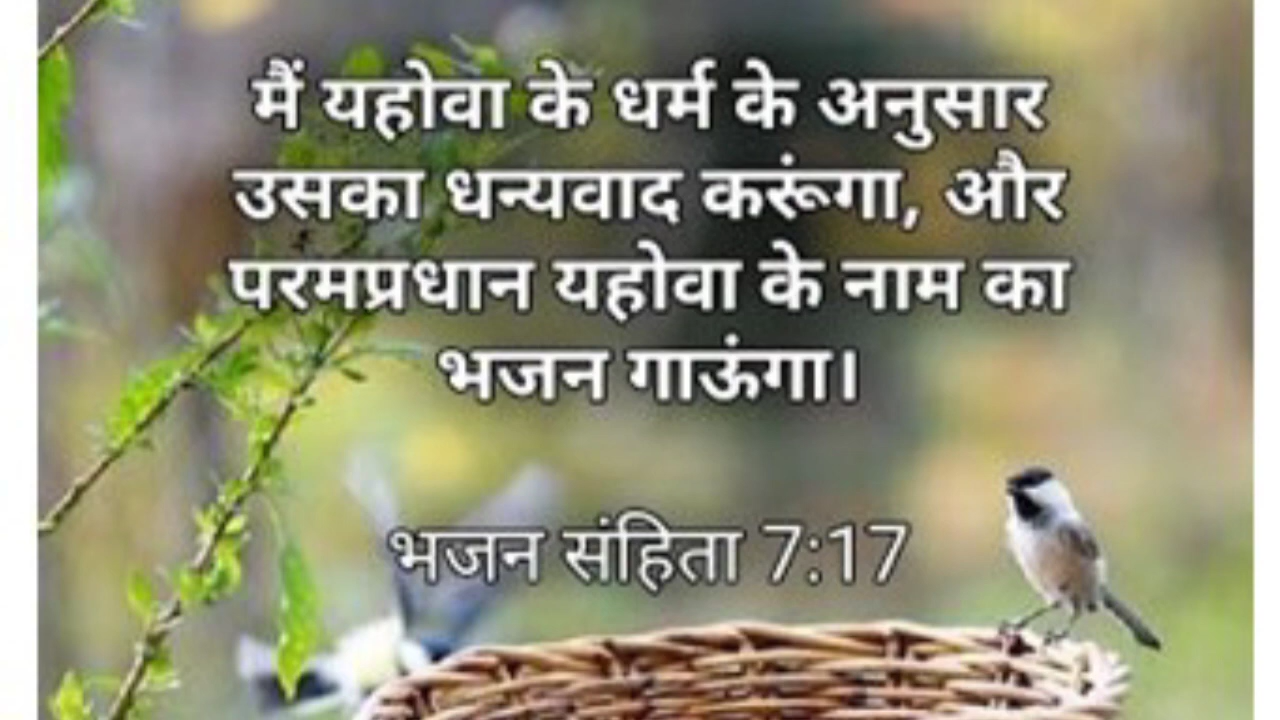 मैं यहोवा के धर्म के अनुसार
उसका धन्यवाद करूंगा, और
परमप्रधान यहोवा के नाम का
भजन गाऊंगा।
भजन संहिता 7:17